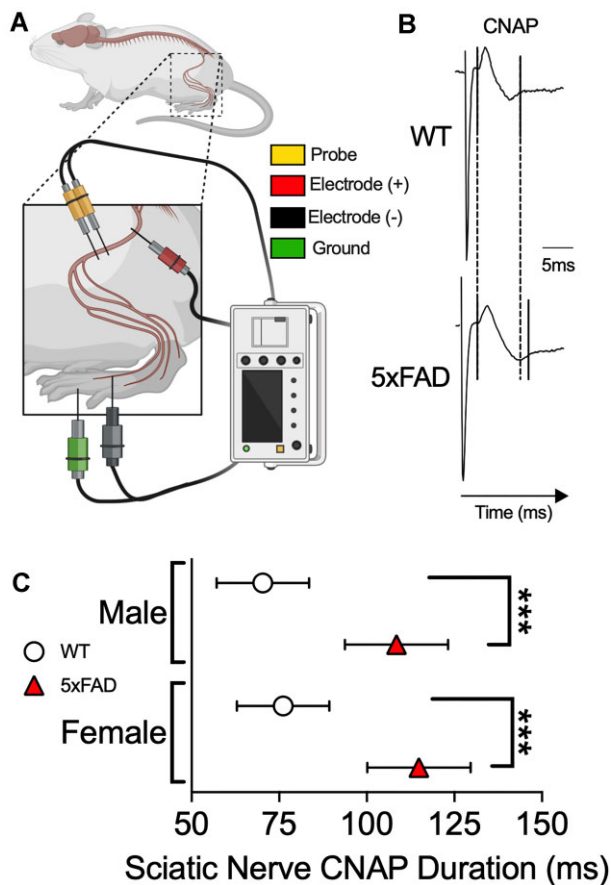 A
Probe
Electrode (+)
Electrode (-)
Ground
B
CNAP
WT
5ms
5xFAD
Time (ms)
C
Male
WT
5xFAD
Female
***
***
50 75 100 125 150
Sciatic Nerve CNAP Duration (ms)